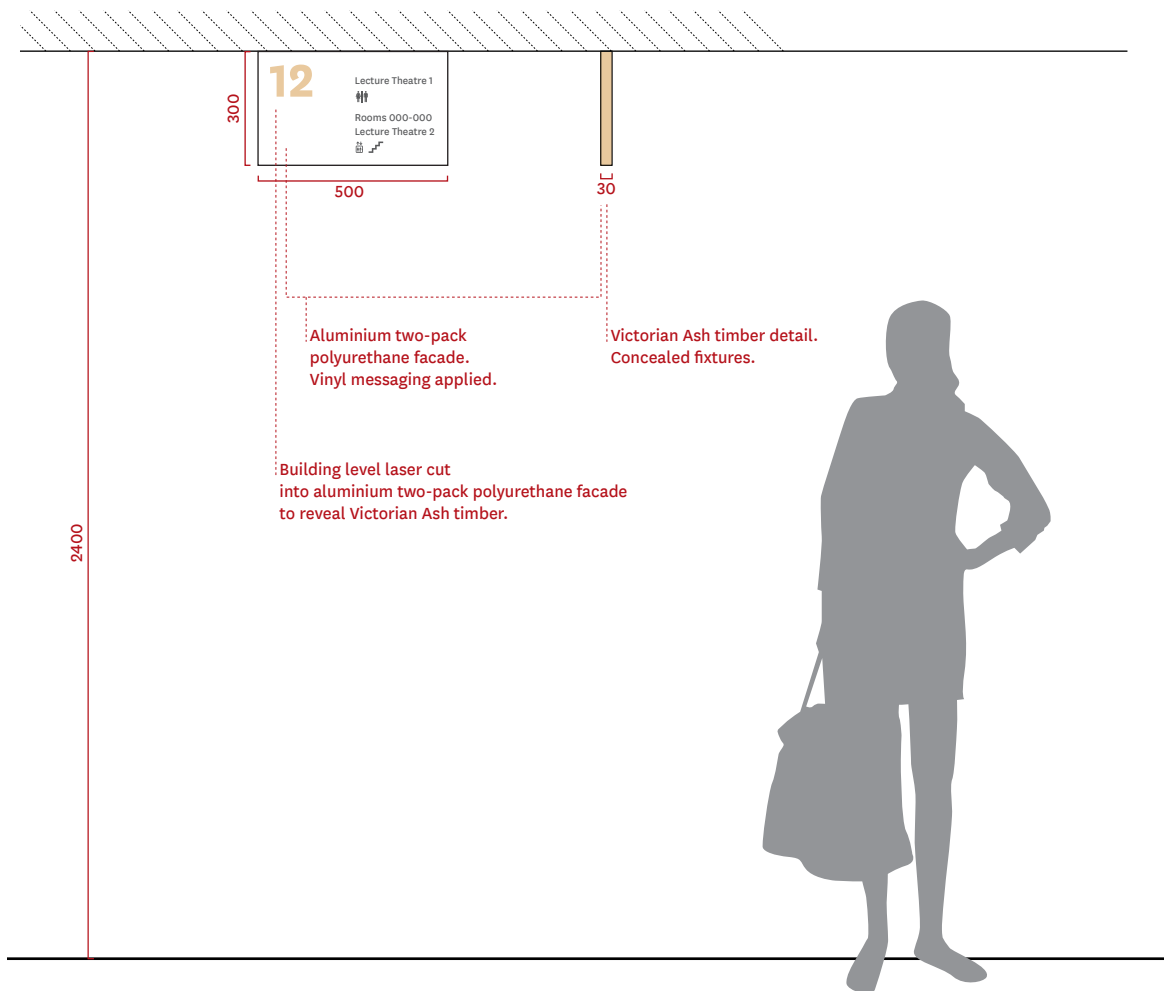 12
Lecture Theatre 1
Rooms 000-000
Lecture Theatre 2
300
500
30
Aluminium two-pack
polyurethane facade.
Vinyl messaging applied.
Victorian Ash timber detail.
Concealed fixtures.
Building level laser cut
into aluminium two-pack polyurethane facade
to reveal Victorian Ash timber.
2400